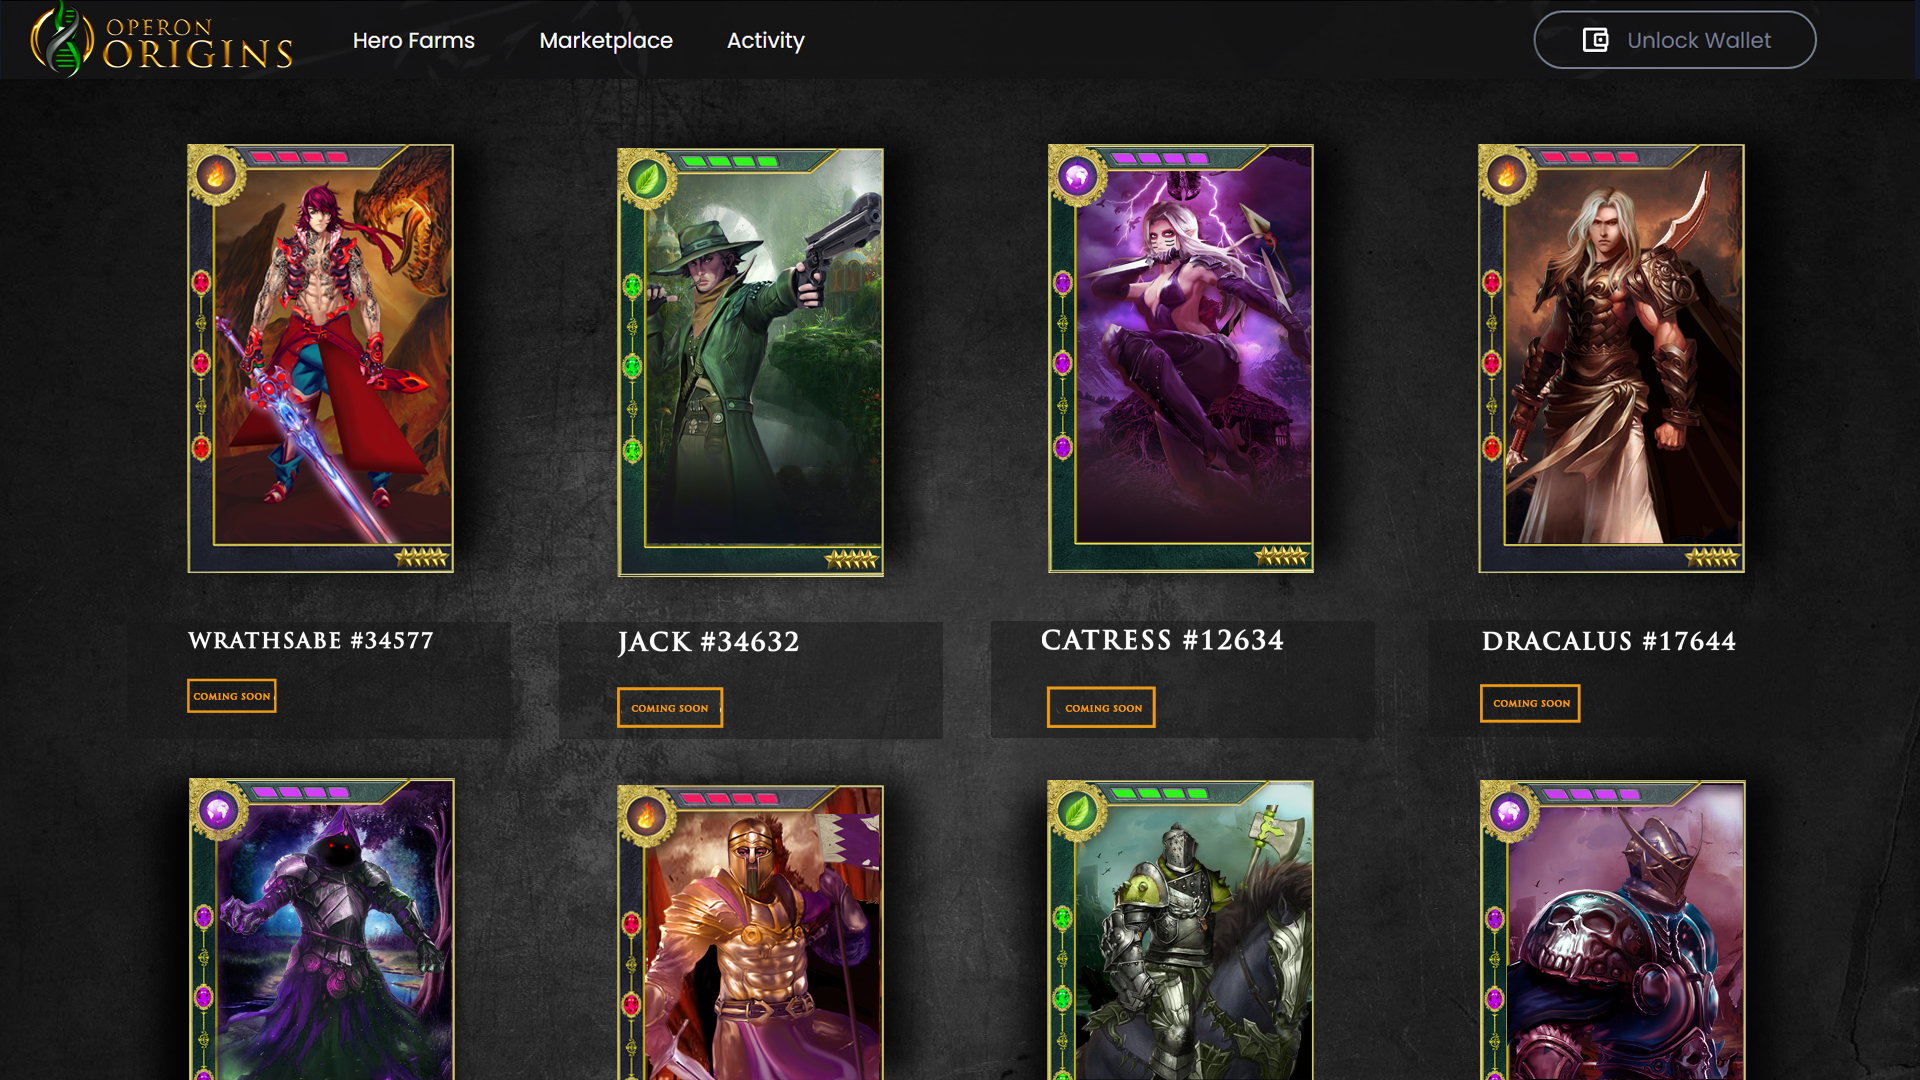 OPERON
ORIGINS
Hero Farms
Marketplace
Activity
Unlock Wallet
WRATHSABE #34577
JACK #34632
CATRESS #12634
DRACALUS #17644
COMING SOON
COMING SOON
COMING SOON
COMING SOON